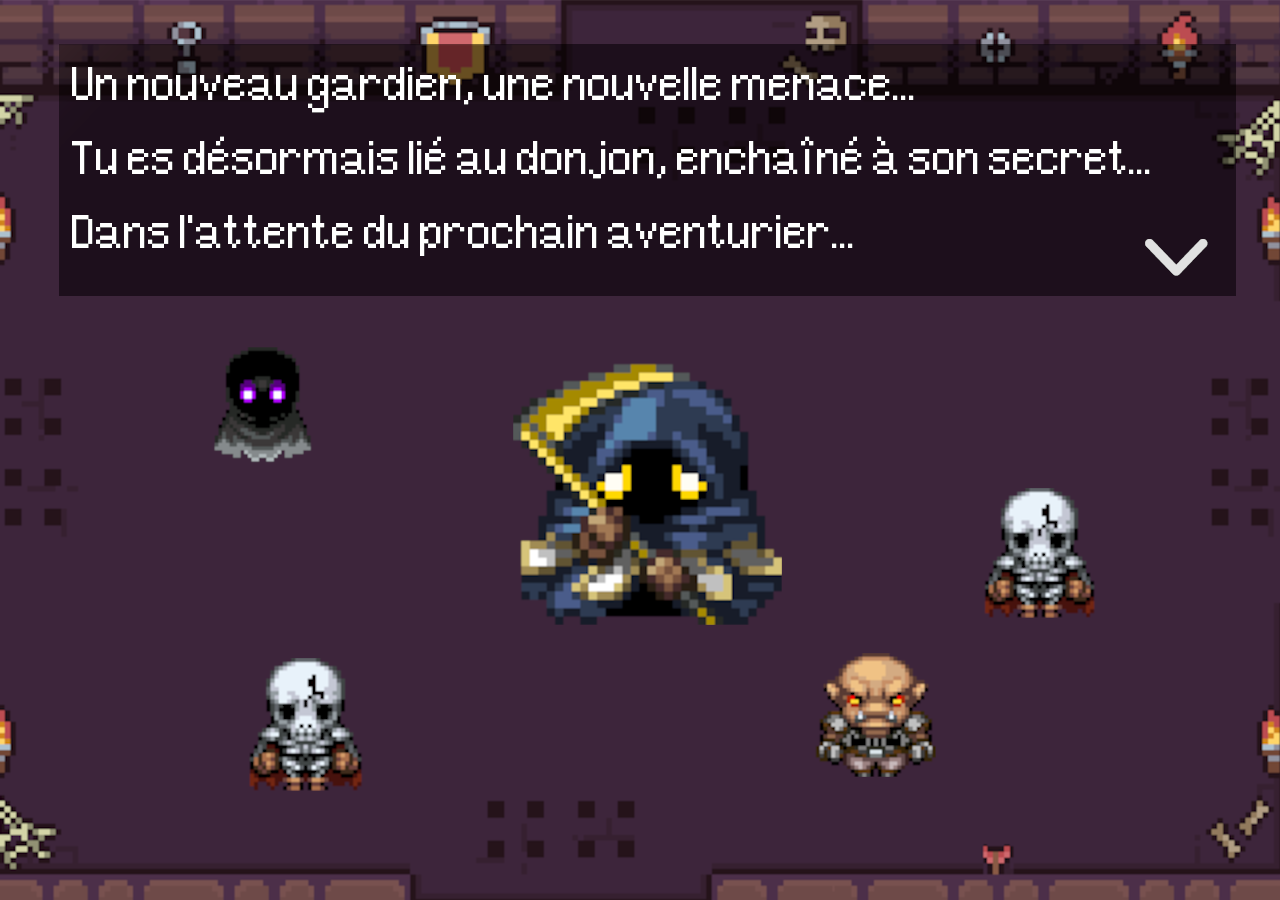 Un nouveau gardien, une nouvelle menace...
Tu es désormais lié au donjon, enchaîné à son secret...
Dans l'attente du prochain aventurier...